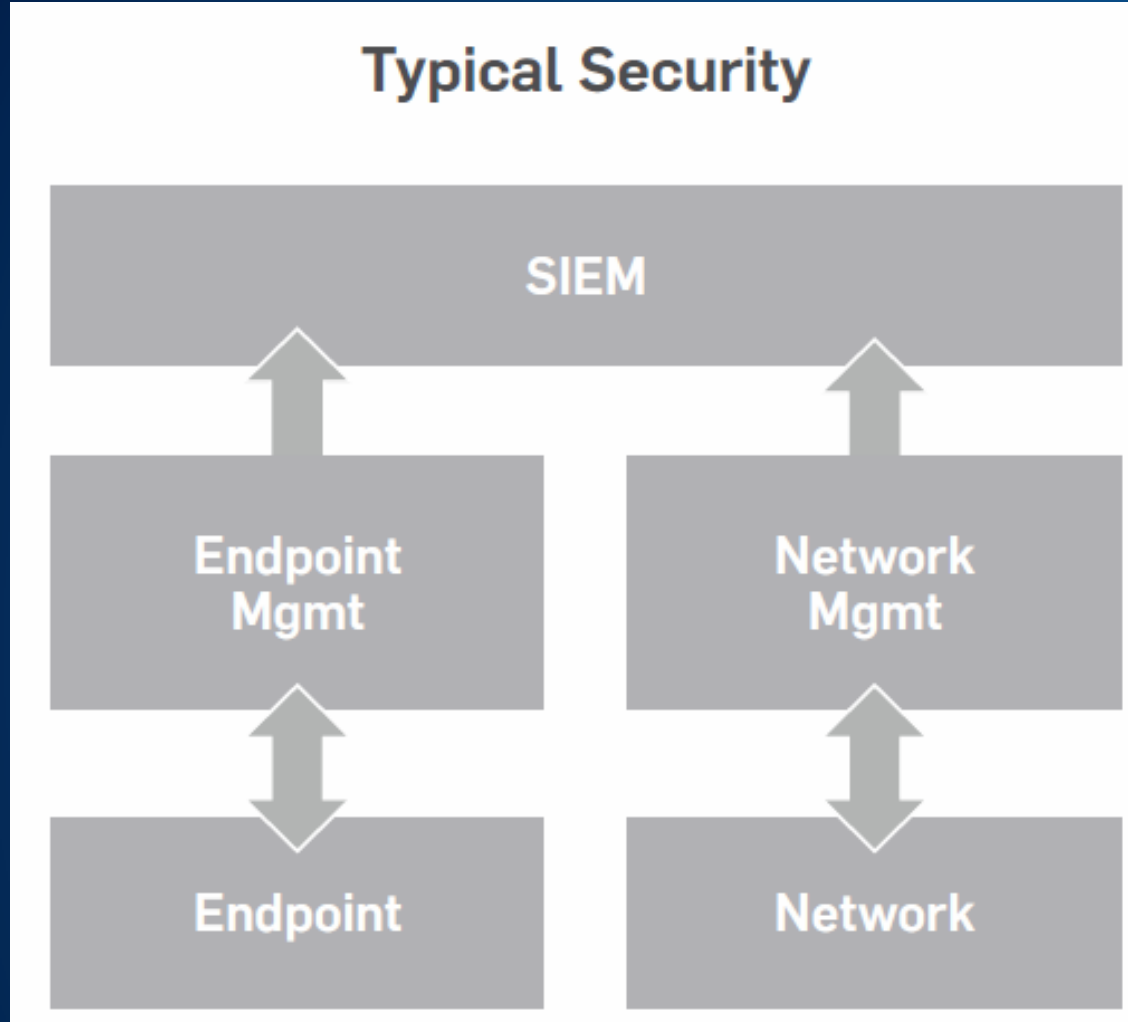 Typical Security
SIEM
Endpoint
Mgmt
Network
Mgmt
Endpoint
Network